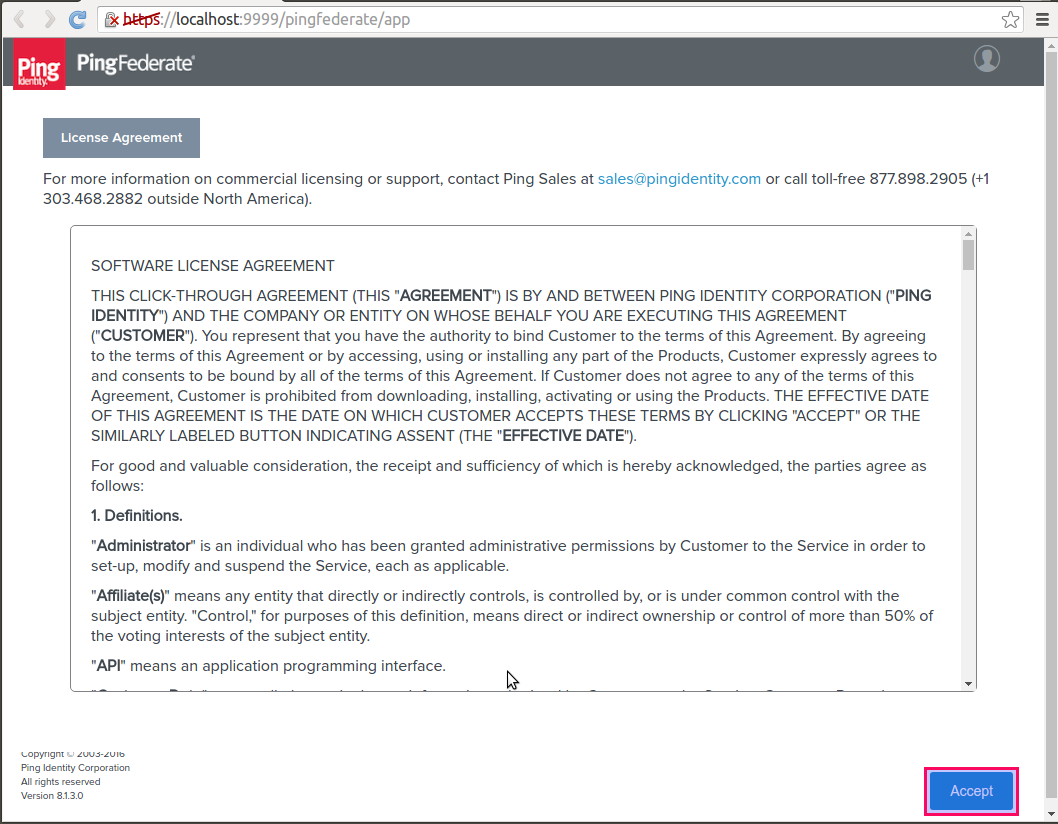 https://localhost:9999/pingfederate/app
Ping
Identity.
PingFederate®
License Agreement
For more information on commercial licensing or support, contact Ping Sales at sales@pingidentity.com or call toll-free 877.898.2905 (+1
303.468.2882 outside North America).
SOFTWARE LICENSE AGREEMENT
THIS CLICK-THROUGH AGREEMENT (THIS "AGREEMENT") IS BY AND BETWEEN PING IDENTITY CORPORATION ("PING
IDENTITY") AND THE COMPANY OR ENTITY ON WHOSE BEHALF YOU ARE EXECUTING THIS AGREEMENT
("CUSTOMER"). You represent that you have the authority to bind Customer to the terms of this Agreement. By agreeing
to the terms of this Agreement or by accessing, using or installing any part of the Products, Customer expressly agrees to
and consents to be bound by all of the terms of this Agreement. If Customer does not agree to any of the terms of this
Agreement, Customer is prohibited from downloading, installing, activating or using the Products. THE EFFECTIVE DATE
OF THIS AGREEMENT IS THE DATE ON WHICH CUSTOMER ACCEPTS THESE TERMS BY CLICKING "ACCEPT" OR THE
SIMILARLY LABELED BUTTON INDICATING ASSENT (THE "EFFECTIVE DATE").
For good and valuable consideration, the receipt and sufficiency of which is hereby acknowledged, the parties agree as
follows:
1. Definitions.
"Administrator" is an individual who has been granted administrative permissions by Customer to the Service in order to
set-up, modify and suspend the Service, each as applicable.
"Affiliate(s)" means any entity that directly or indirectly controls, is controlled by, or is under common control with the
subject entity. "Control," for purposes of this definition, means direct or indirect ownership or control of more than 50% of
the voting interests of the subject entity.
"API" means an application programming interface.
Copyright © 2003-2016
Ping Identity Corporation
All rights reserved
Version 8.1.3.0
Accept